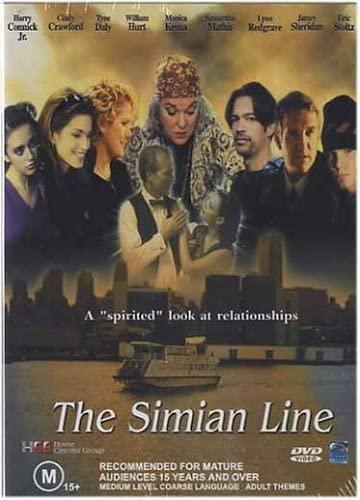 Harry Connick Jr.
Cindy Crawford
Tyne Daly
William Hurt
Monica Keena
Samantha Mathis
Lynn Redgrave
Jamey Sheridan
Eric Stoltz
A "spirited" look at relationships
The Simian Line
HCG Home Cinema Group
DVD VIDEO
M 15+
RECOMMENDED FOR MATURE
AUDIENCES 15 YEARS AND OVER
MEDIUM LEVEL COARSE LANGUAGE ADULT THEMES